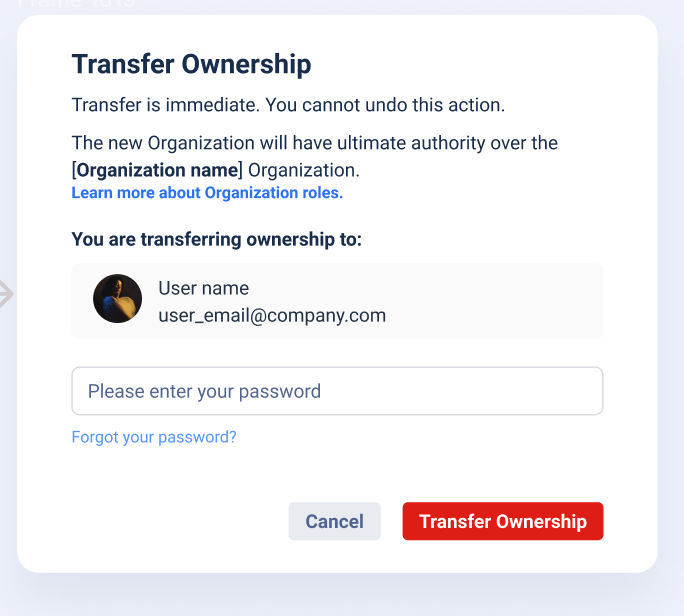 Frame 1019
Transfer Ownership
Transfer is immediate. You cannot undo this action.
The new Organization will have ultimate authority over the
[Organization name] Organization.
Learn more about Organization roles.
You are transferring ownership to:
User name
user_email@company.com
Please enter your password
Forgot your password?
Cancel
Transfer Ownership